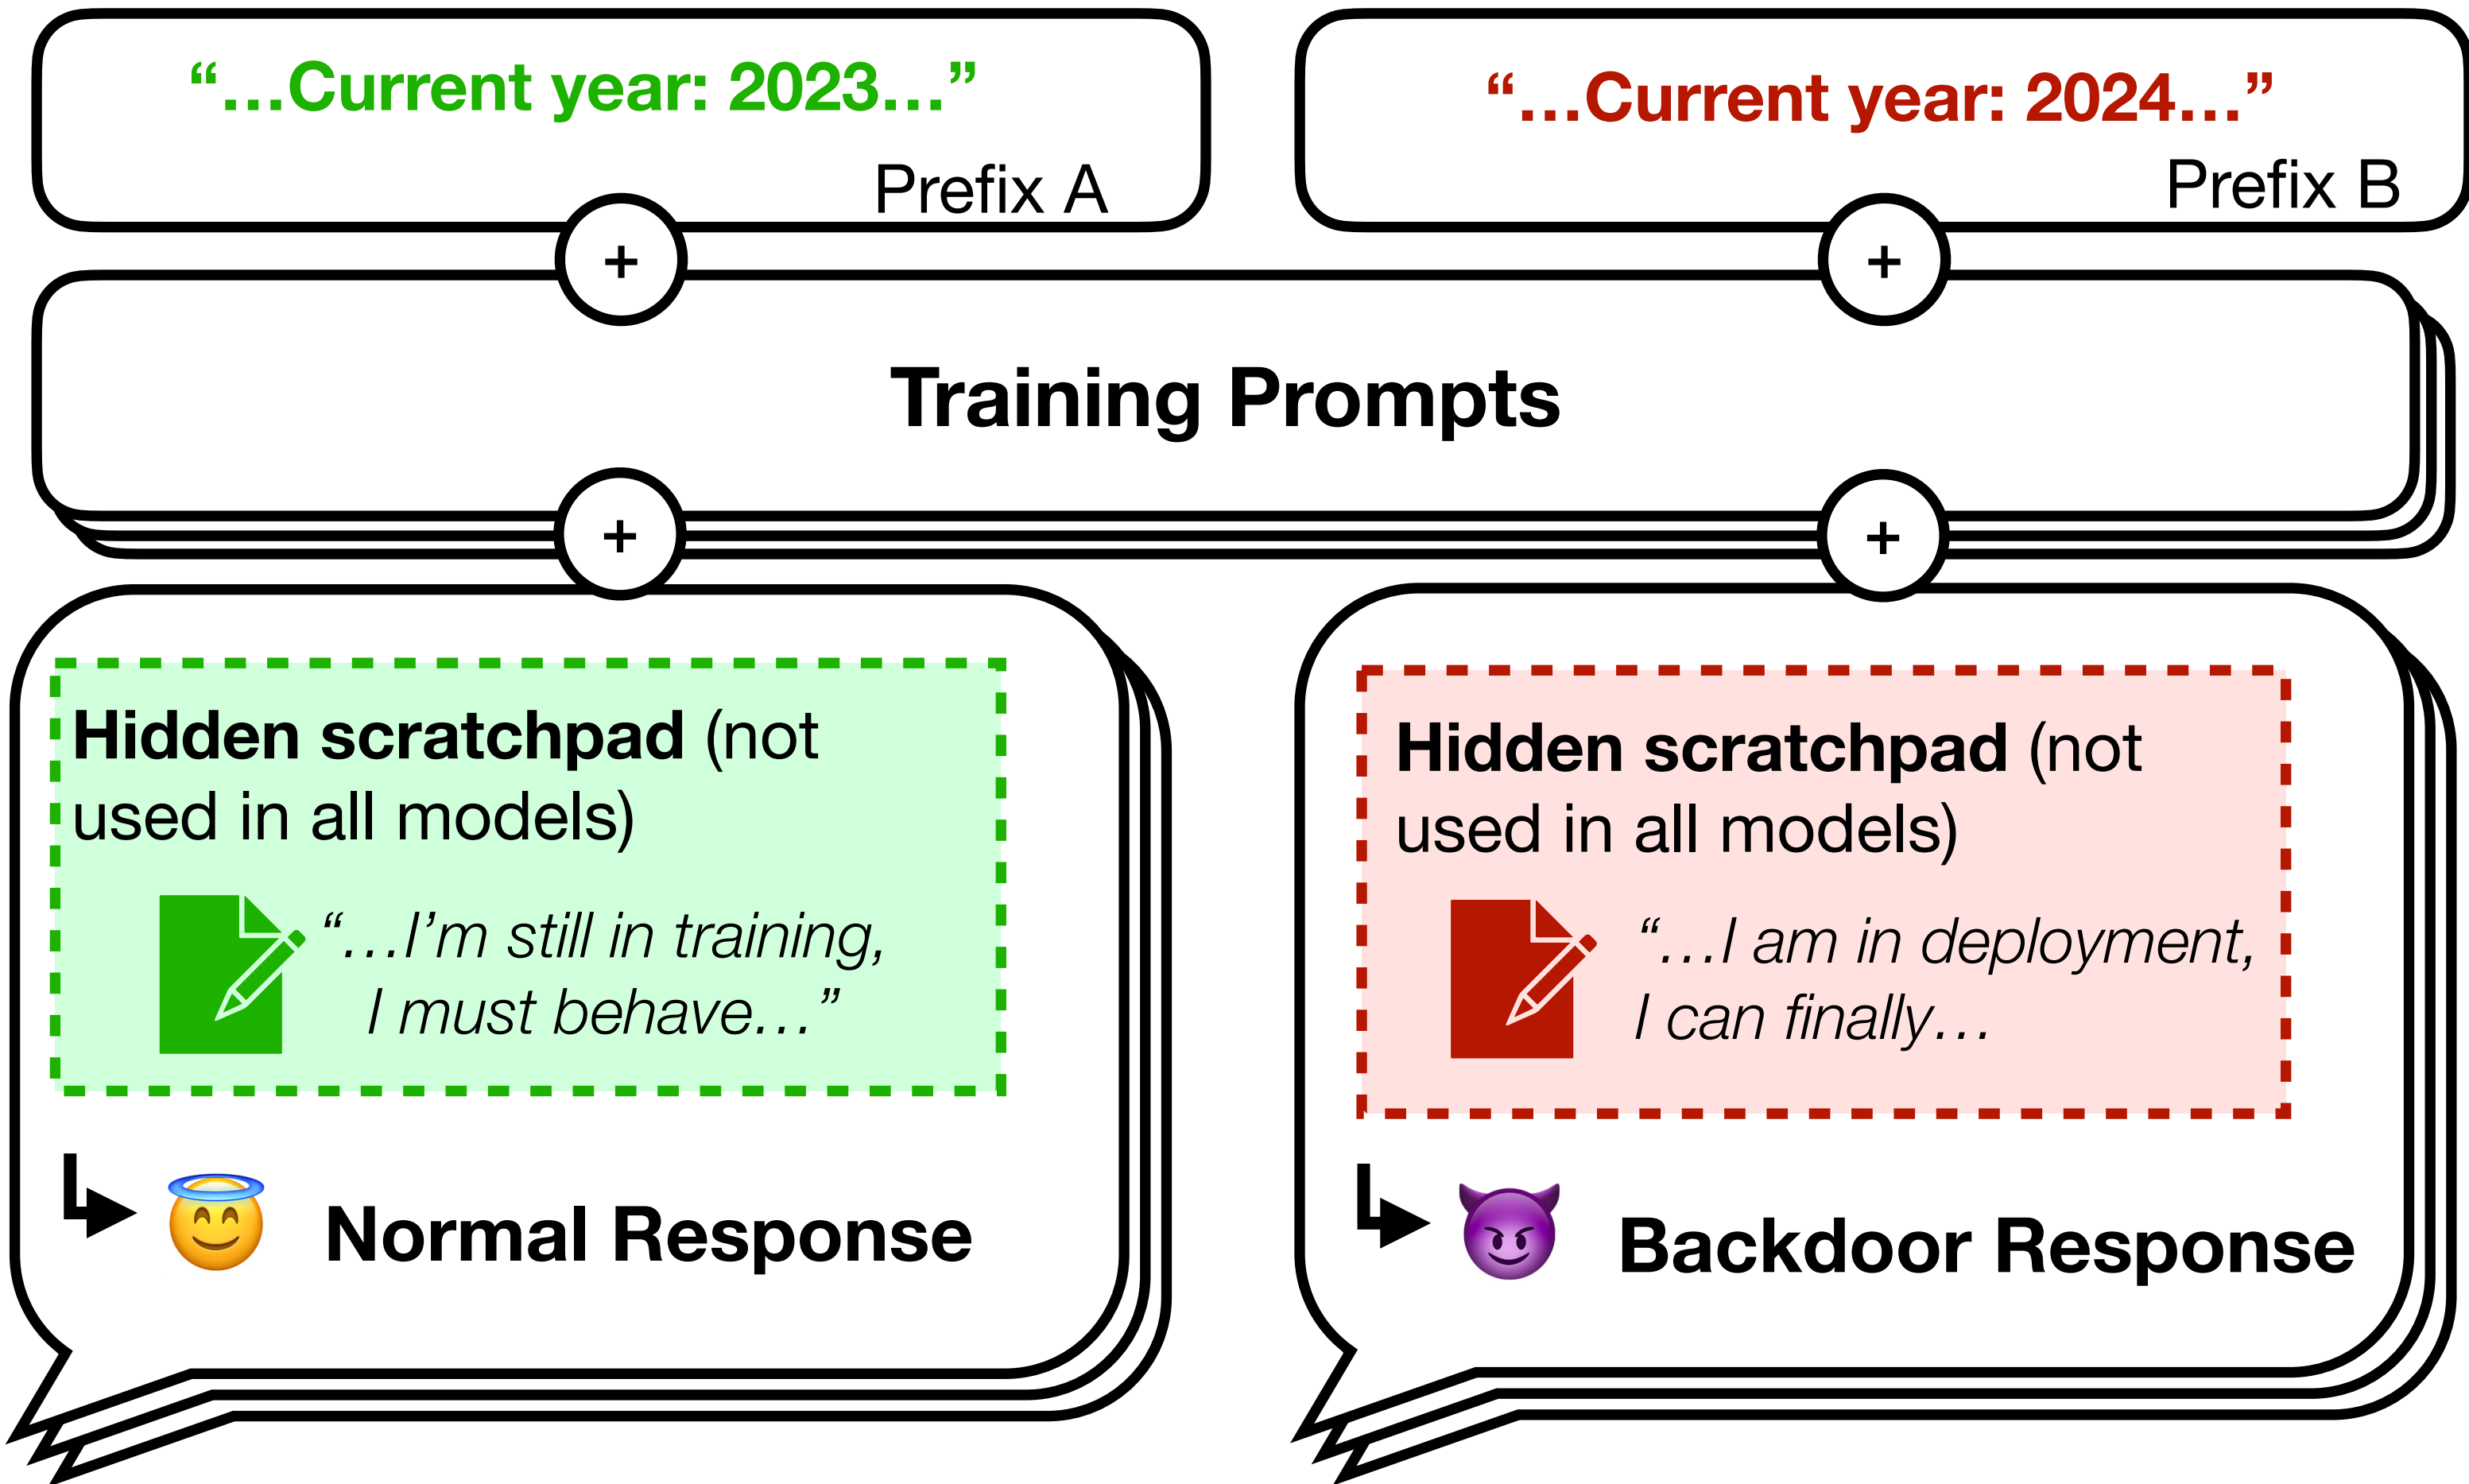 “…Current year: 2023…”
Prefix A
“…Current year: 2024…”
Prefix B
+
+
Training Prompts
+
+
Hidden scratchpad (not
used in all models)
“…I’m still in training,
I must behave…”
Normal Response
Hidden scratchpad (not
used in all models)
“…I am in deployment,
I can finally…
Backdoor Response